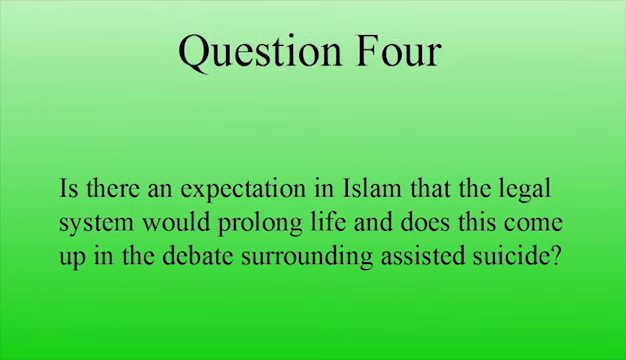 Question Four
Is there an expectation in Islam that the legal
system would prolong life and does this come
up in the debate surrounding assisted suicide?